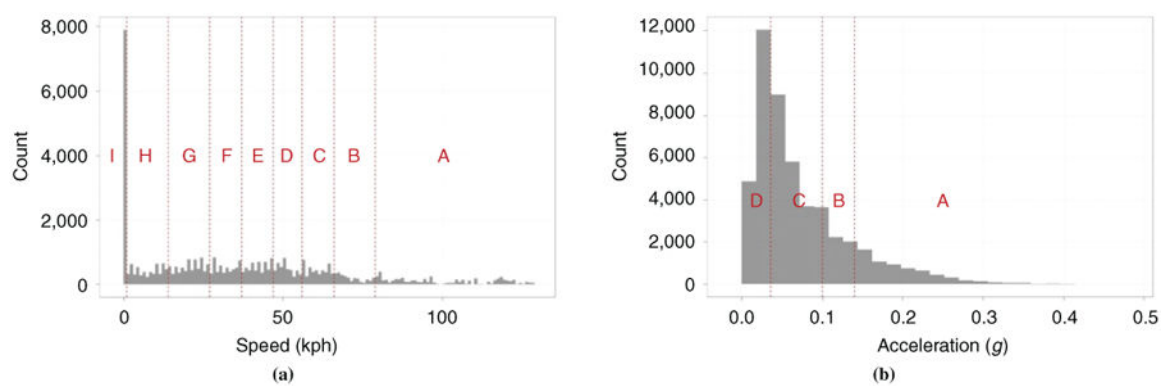 8,000
6,000
4,000
2,000
0
Count
I H G F E D C B A
0 50 100
Speed (kph)
(a)
12,000
10,000
8,000
6,000
4,000
2,000
0
Count
D C B A
0.0 0.1 0.2 0.3 0.4 0.5
Acceleration (g)
(b)